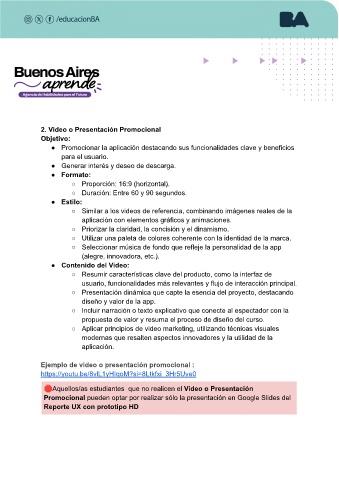 /educacionBA
BA
Buenos Aires
aprende
Agencia de Habilidades para el Futuro
2. Video o Presentación Promocional
Objetivo:
● Promocionar la aplicación destacando sus funcionalidades clave y beneficios
para el usuario.
● Generar interés y deseo de descarga.
● Formato:
○ Proporción: 16:9 (horizontal).
○ Duración: Entre 60 y 90 segundos.
● Estilo:
○ Similar a los videos de referencia, combinando imágenes reales de la
aplicación con elementos gráficos y animaciones.
○ Priorizar la claridad, la concisión y el dinamismo.
○ Utilizar una paleta de colores coherente con la identidad de la marca.
○ Seleccionar música de fondo que refleje la personalidad de la app
(alegre, innovadora, etc.).
● Contenido del Video:
○ Resumir características clave del producto, como la interfaz de
usuario, funcionalidades más relevantes y flujo de interacción principal.
○ Presentación dinámica que capte la esencia del proyecto, destacando
diseño y valor de la app.
○ Incluir narración o texto explicativo que conecte al espectador con la
propuesta de valor y resuma el proceso de diseño del curso.
○ Aplicar principios de video marketing, utilizando técnicas visuales
modernas que resalten aspectos innovadores y la utilidad de la
aplicación.
Ejemplo de video o presentación promocional :
🔴Aquellos/as estudiantes que no realicen el Video o Presentación
Promocional pueden optar por realizar sólo la presentación en Google Slides del
Reporte UX con prototipo HD